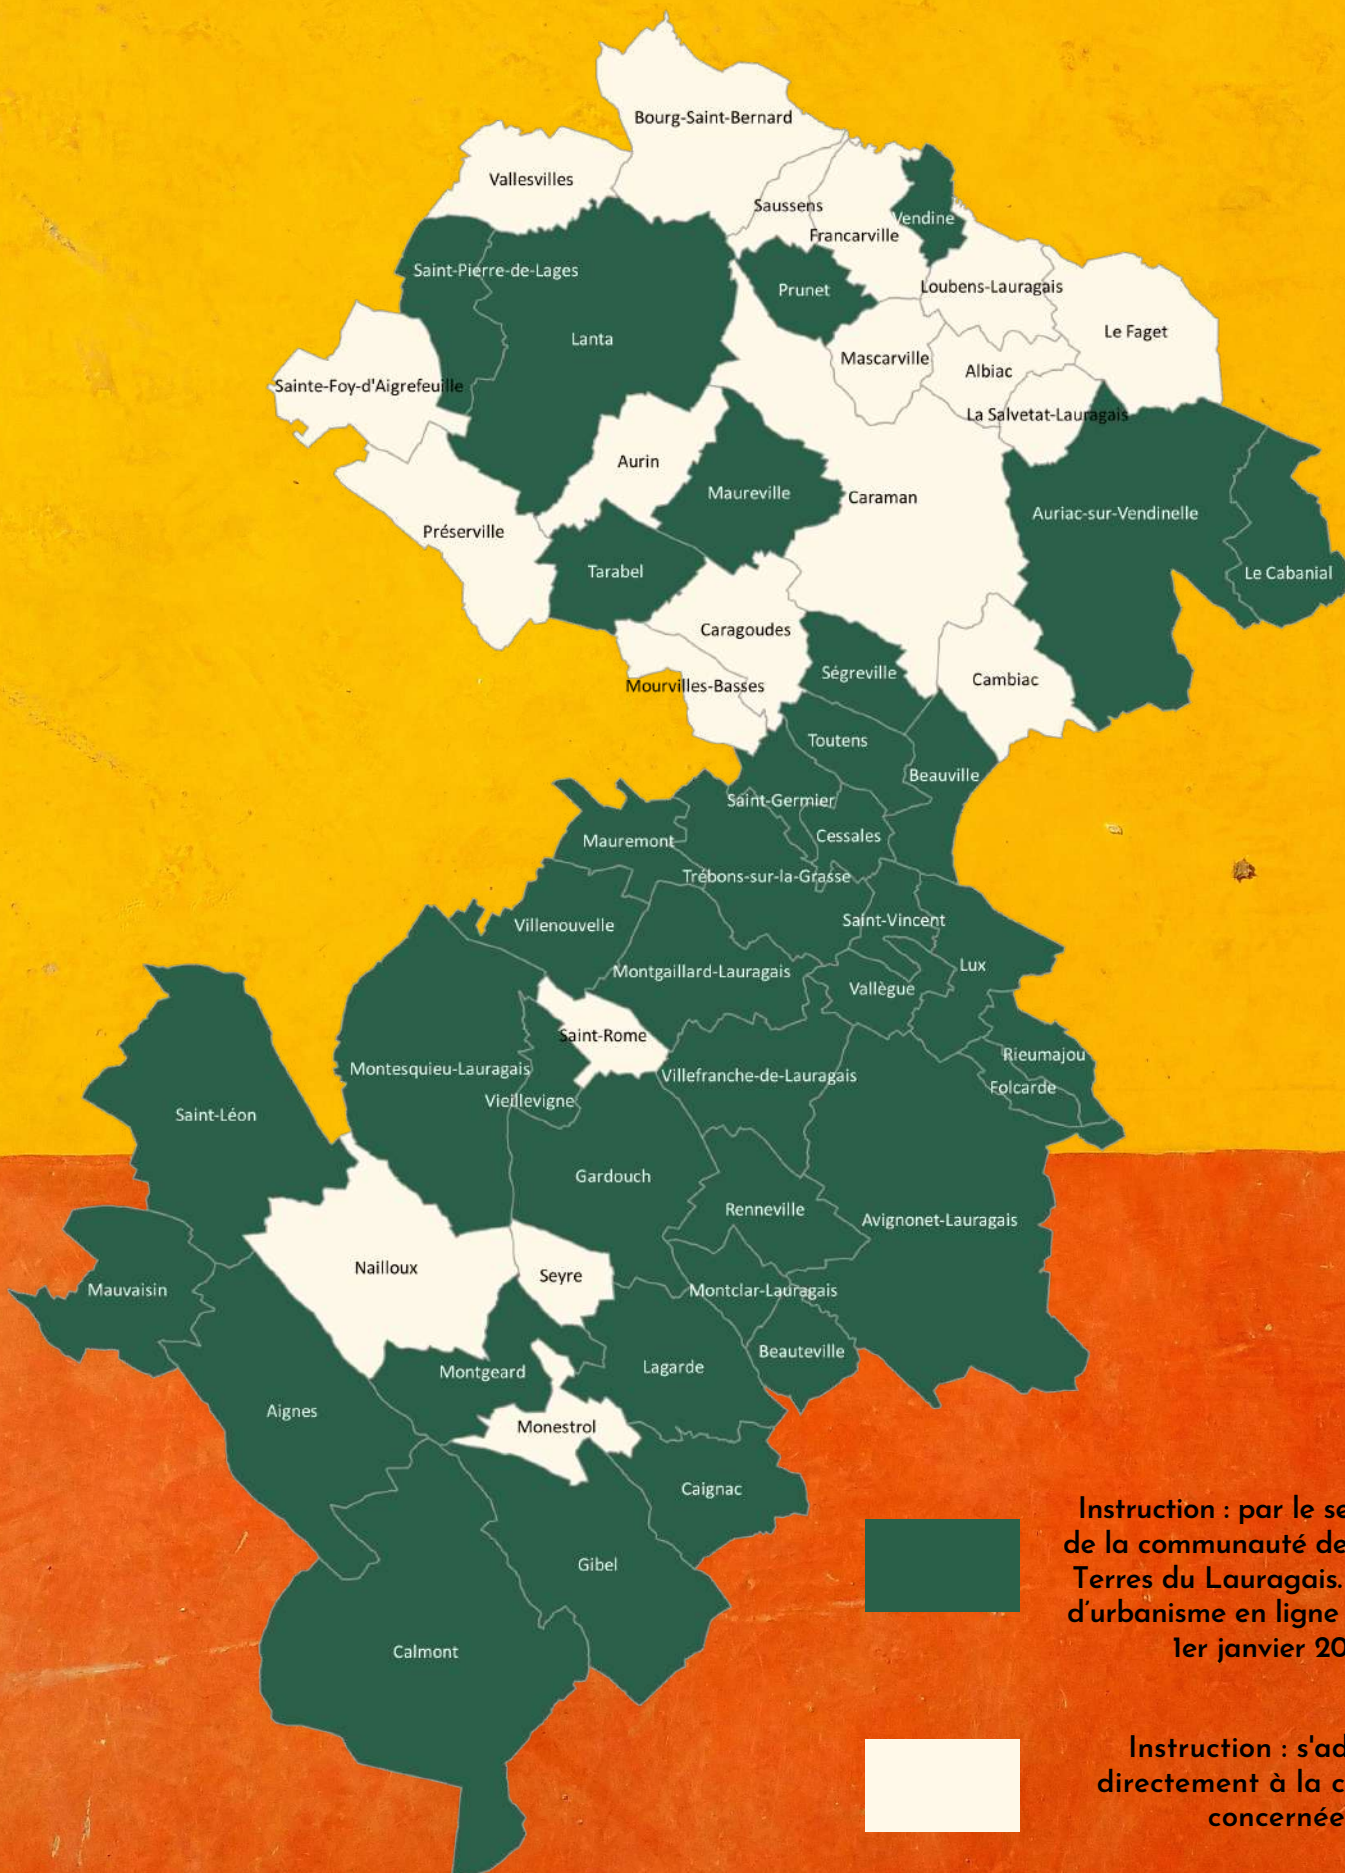 Bourg-Saint-Bernard
Vallesvilles
Saussens
Vendine
Francarville
Saint-Pierre-de-Lages
Prunet
Loubens-Lauragais
Lanta
Le Faget
Mascarville
Albiac
Sainte-Foy-d'Aigrefeuille
La Salvetat-Lauragais
Aurin
Maureville
Caraman
Auriac-sur-Vendinelle
Préserville
Tarabel
Le Cabanial
Caragoudes
Ségreville
Cambiac
Mourvilles-Basses
Toutens
Beauville
Saint-Germier
Mauremont
Cessales
Trébons-sur-la-Grasse
Villenouvelle
Saint-Vincent
Montgaillard-Lauragais
Lux
Vallègue
Saint-Rome
Rieumajou
Montesquieu-Lauragais
Villefranche-de-Lauragais
Folcarde
Vieillevigne
Saint-Léon
Gardouch
Renneville
Avignonet-Lauragais
Nailloux
Seyre
Mauvaisin
Montclar-Lauragais
Beauteville
Lagarde
Montgeard
Aignes
Monestrol
Caignac
Gibel
Calmont
Instruction : par le se
de la communauté de
Terres du Lauragais.
d'urbanisme en ligne
1er janvier 20
Instruction : s'ad
directement à la c
concernée